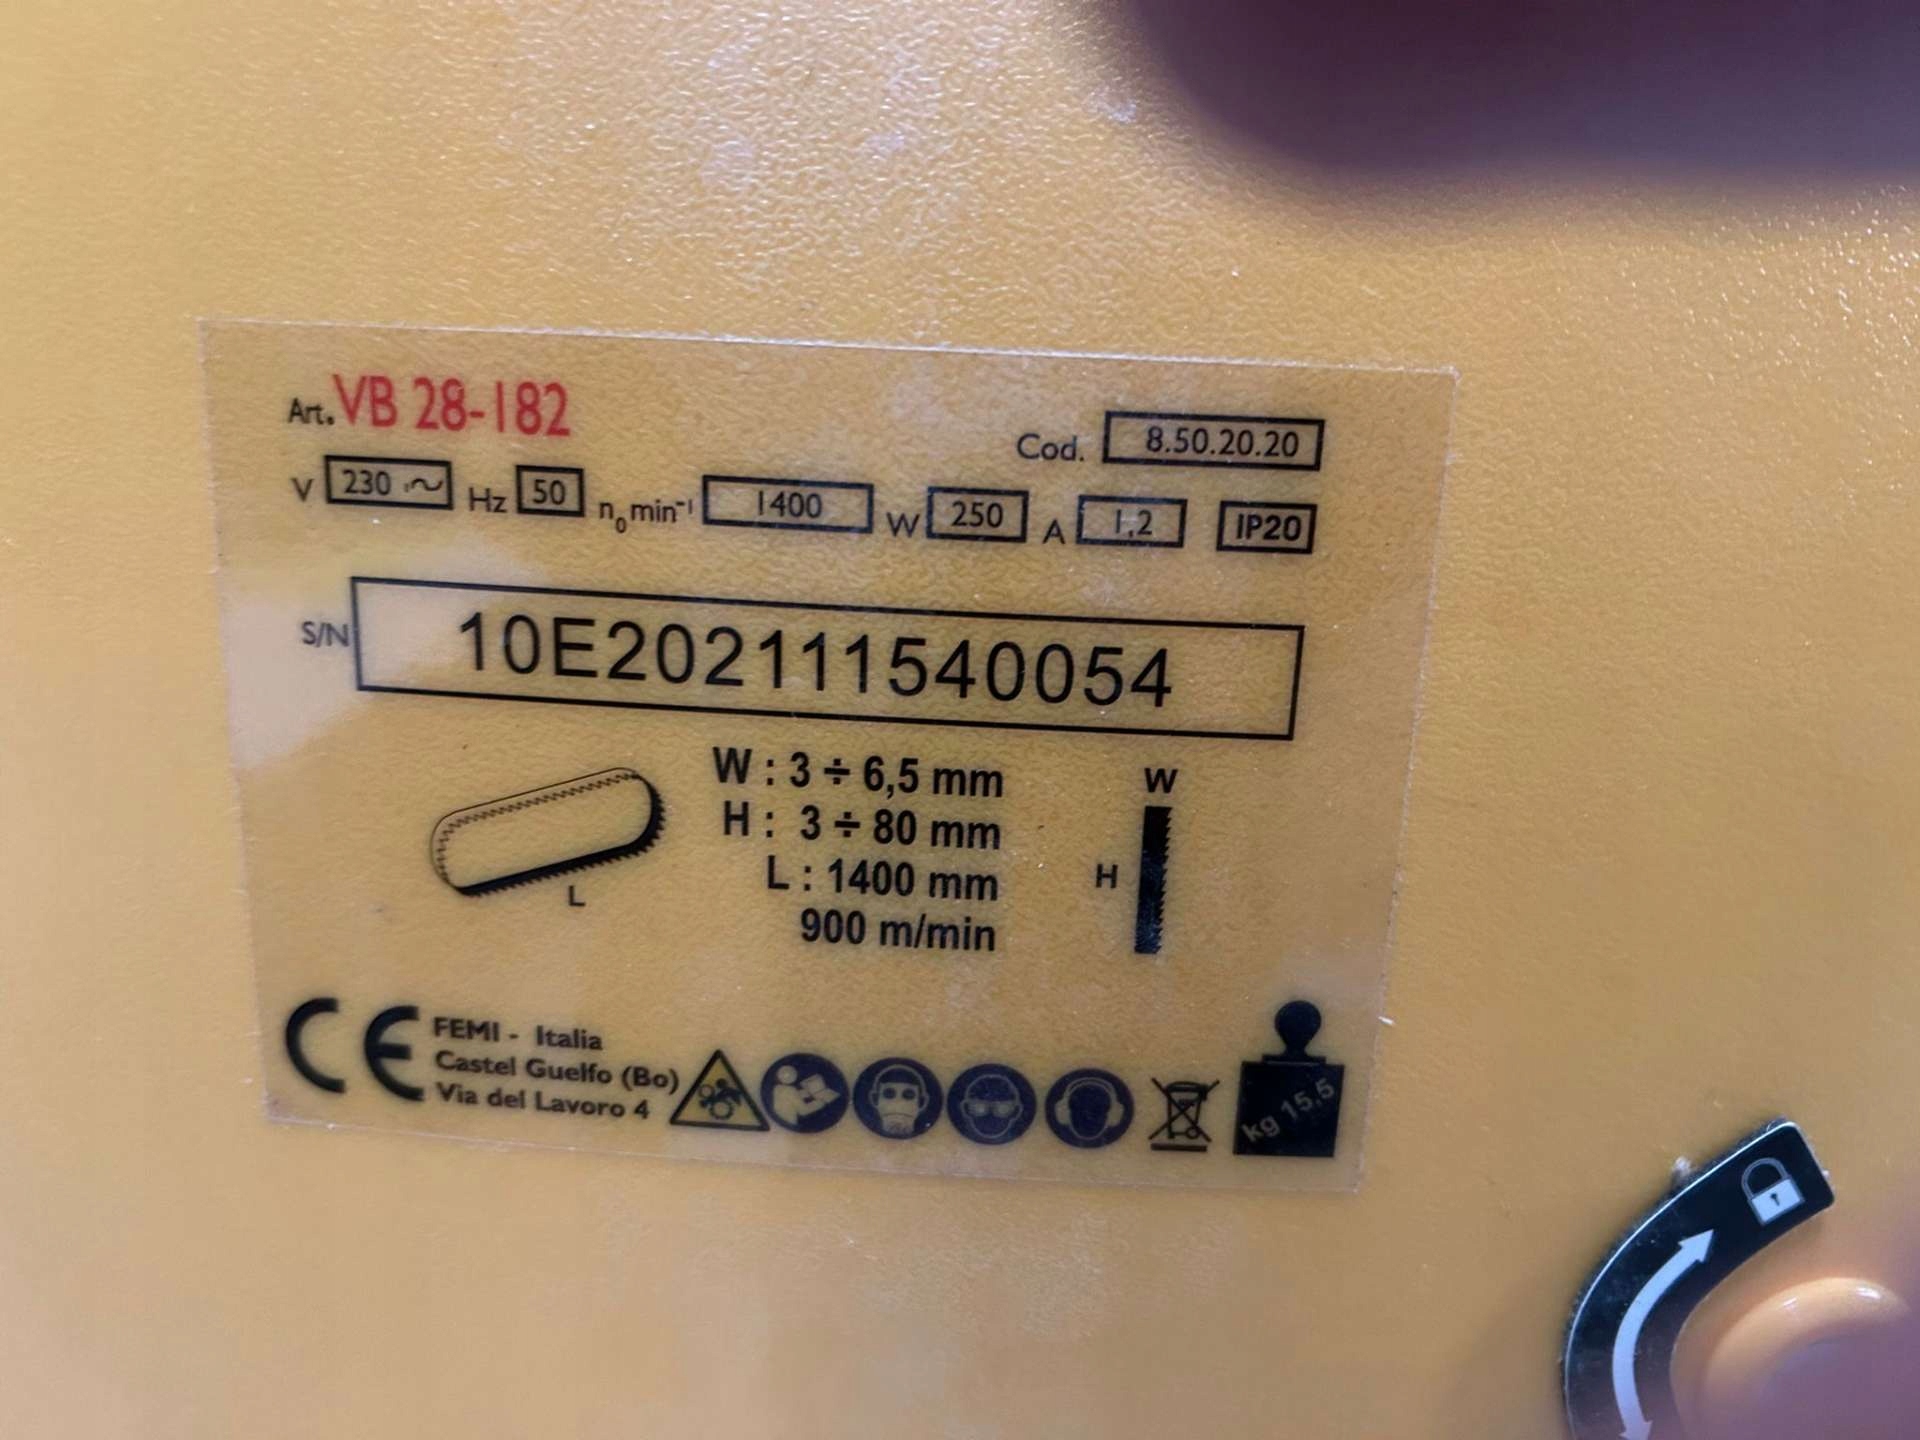 Art. VB 28-182
Cod. 8.50.20.20
V 230 ~ Hz 50 n0 min-1 1400 W 250 A 1,2 IP20
S/N 10E202111540054
W : 3 ÷ 6,5 mm
H : 3 ÷ 80 mm
L : 1400 mm
900 m/min
L
W
H
CE
FEMI - Italia
Castel Guelfo (Bo)
Via del Lavoro 4
kg 15,5